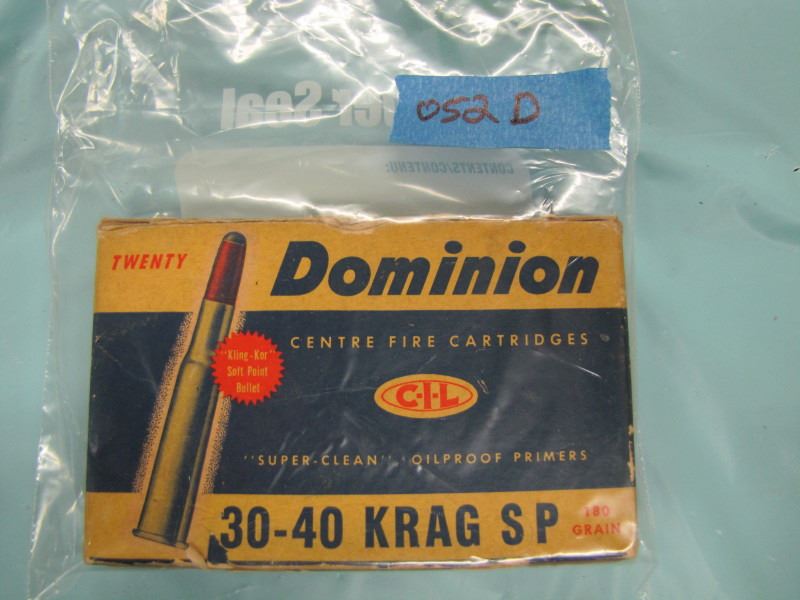 052 D
CONTENTS/CONTENU:
TWENTY
Dominion
CENTRE FIRE CARTRIDGES
"Kling-Kor"
Soft Point
Bullet
C-I-L
"SUPER-CLEAN" OILPROOF PRIMERS
30-40 KRAG SP
180
GRAIN